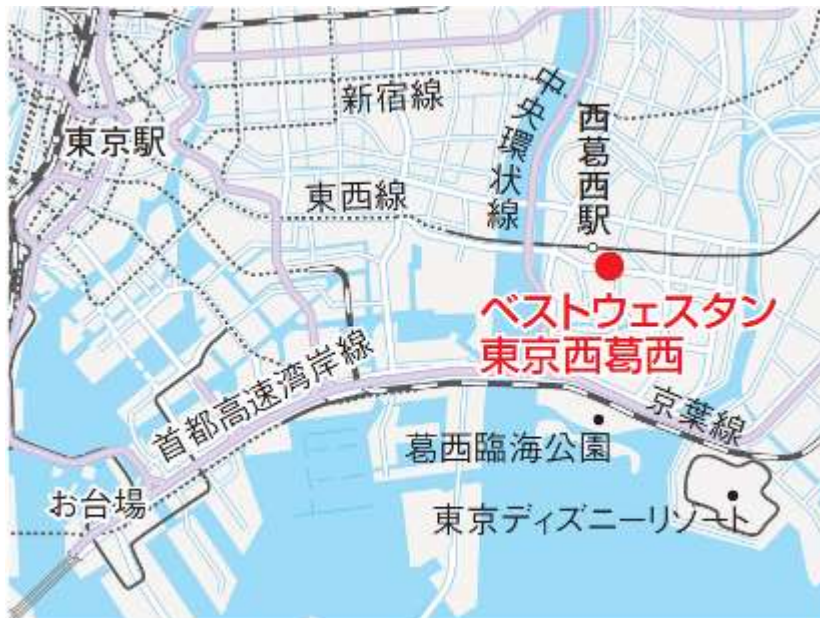 新宿線
中央環状線
東京駅
西葛西駅
東西線
ベストウェスタン
東京西葛西
首都高速湾岸線
京葉線
葛西臨海公園
お台場
東京ディズニーリゾート